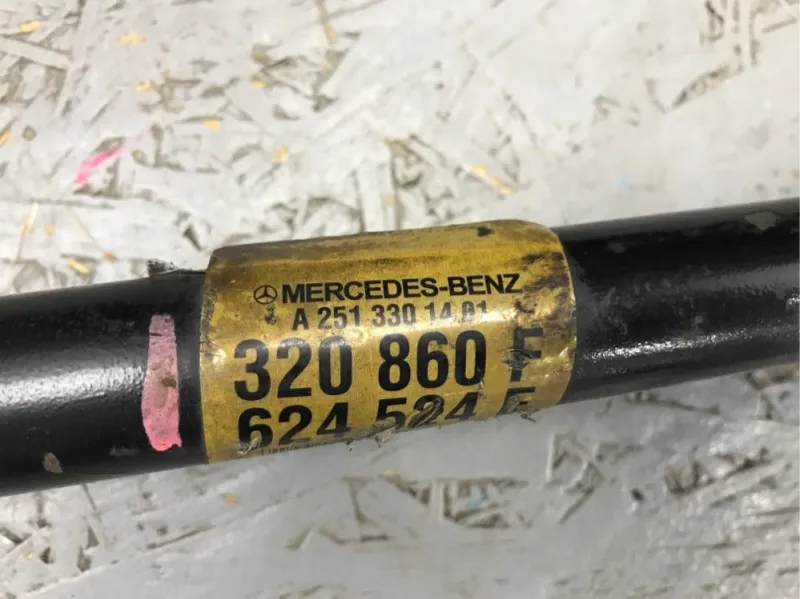 MERCEDES-BENZ
A 251 330 14 01
320 860 F
624 524 F